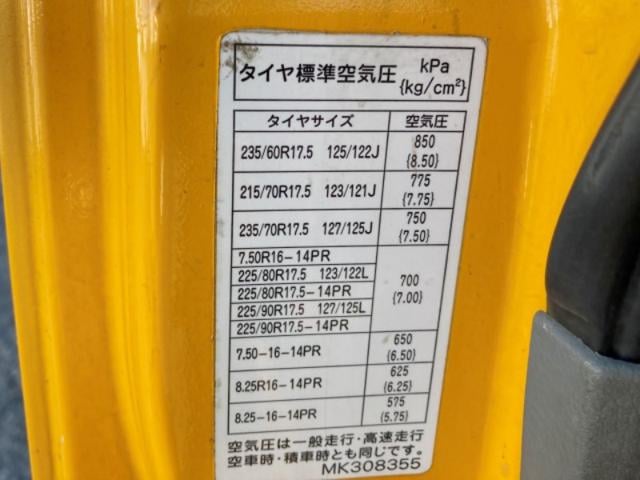 タイヤ標準空気圧 kPa {kg/cm²}
タイヤサイズ 空気圧
235/60R17.5 125/122J 850 {8.50}
215/70R17.5 123/121J 775 {7.75}
235/70R17.5 127/125J 750 {7.50}
7.50R16-14PR
225/80R17.5 123/122L
225/80R17.5-14PR 700 {7.00}
225/90R17.5 127/125L
225/90R17.5-14PR
7.50-16-14PR 650 {6.50}
8.25R16-14PR 625 {6.25}
8.25-16-14PR 575 {5.75}
空気圧は一般走行・高速走行
空車時・積車時とも同じです。
MK308355